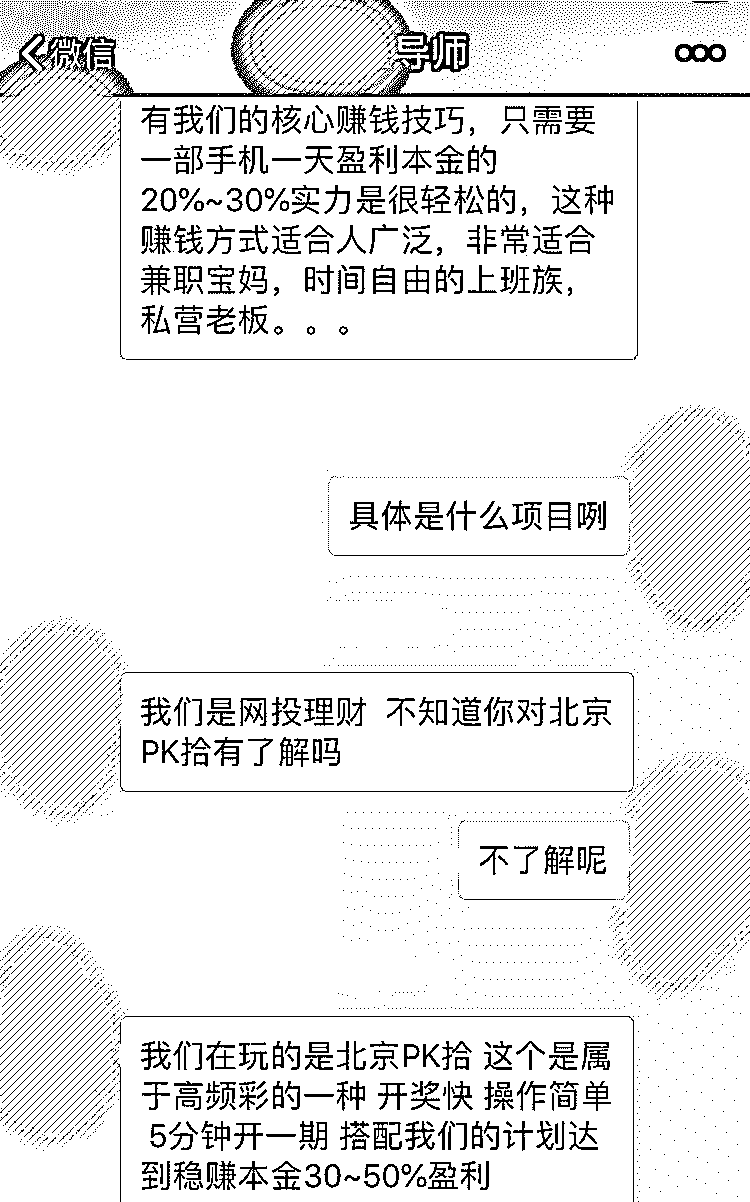 微信
导师
有我们的核心赚钱技巧，只需要
一部手机一天盈利本金的
20%~30%实力是很轻松的，这种
赚钱方式适合人广泛，非常适合
兼职宝妈，时间自由的上班族，
私营老板。。。
具体是什么项目咧
我们是网投理财 不知道你对北京
PK拾有了解吗
不了解呢
我们在玩的是北京PK拾 这个是属
于高频彩的一种 开奖快 操作简单
5分钟开一期 搭配我们的计划达
到稳赚本金30~50%盈利